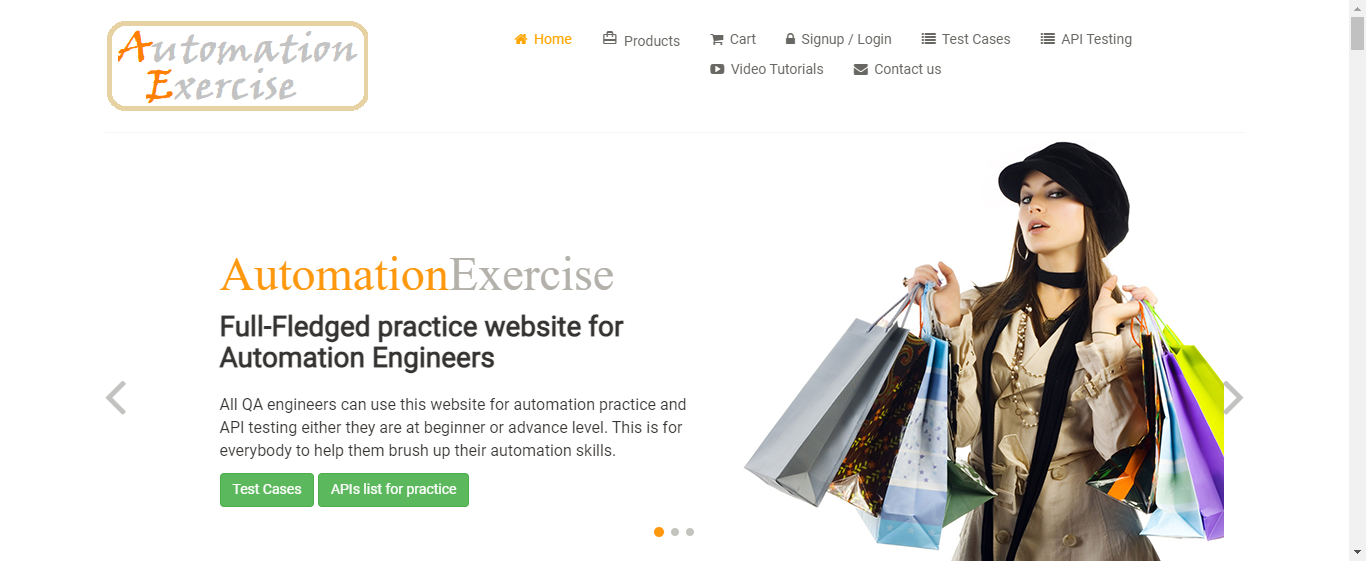 Automation
Exercise
Home Products Cart Signup / Login Test Cases API Testing
Video Tutorials Contact us
AutomationExercise
Full-Fledged practice website for
Automation Engineers
All QA engineers can use this website for automation practice and
API testing either they are at beginner or advance level. This is for
everybody to help them brush up their automation skills.
Test Cases APIs list for practice